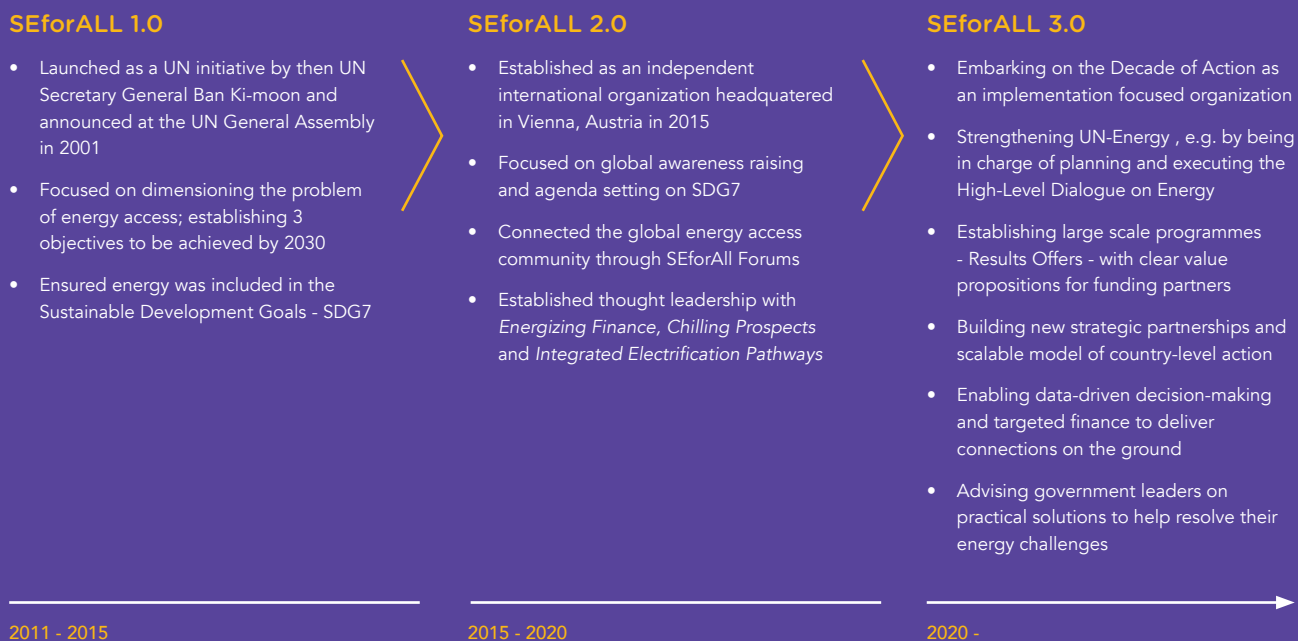 SEforALL 1.0
• Launched as a UN initiative by then UN
Secretary General Ban Ki-moon and
announced at the UN General Assembly
in 2001
• Focused on dimensioning the problem
of energy access; establishing 3
objectives to be achieved by 2030
• Ensured energy was included in the
Sustainable Development Goals - SDG7
2011 - 2015
SEforALL 2.0
• Established as an independent
international organization headquatered
in Vienna, Austria in 2015
• Focused on global awareness raising
and agenda setting on SDG7
• Connected the global energy access
community through SEforAll Forums
• Established thought leadership with
Energizing Finance, Chilling Prospects
and Integrated Electrification Pathways
2015 - 2020
SEforALL 3.0
• Embarking on the Decade of Action as
an implementation focused organization
• Strengthening UN-Energy , e.g. by being
in charge of planning and executing the
High-Level Dialogue on Energy
• Establishing large scale programmes
- Results Offers - with clear value
propositions for funding partners
• Building new strategic partnerships and
scalable model of country-level action
• Enabling data-driven decision-making
and targeted finance to deliver
connections on the ground
• Advising government leaders on
practical solutions to help resolve their
energy challenges
2020 -